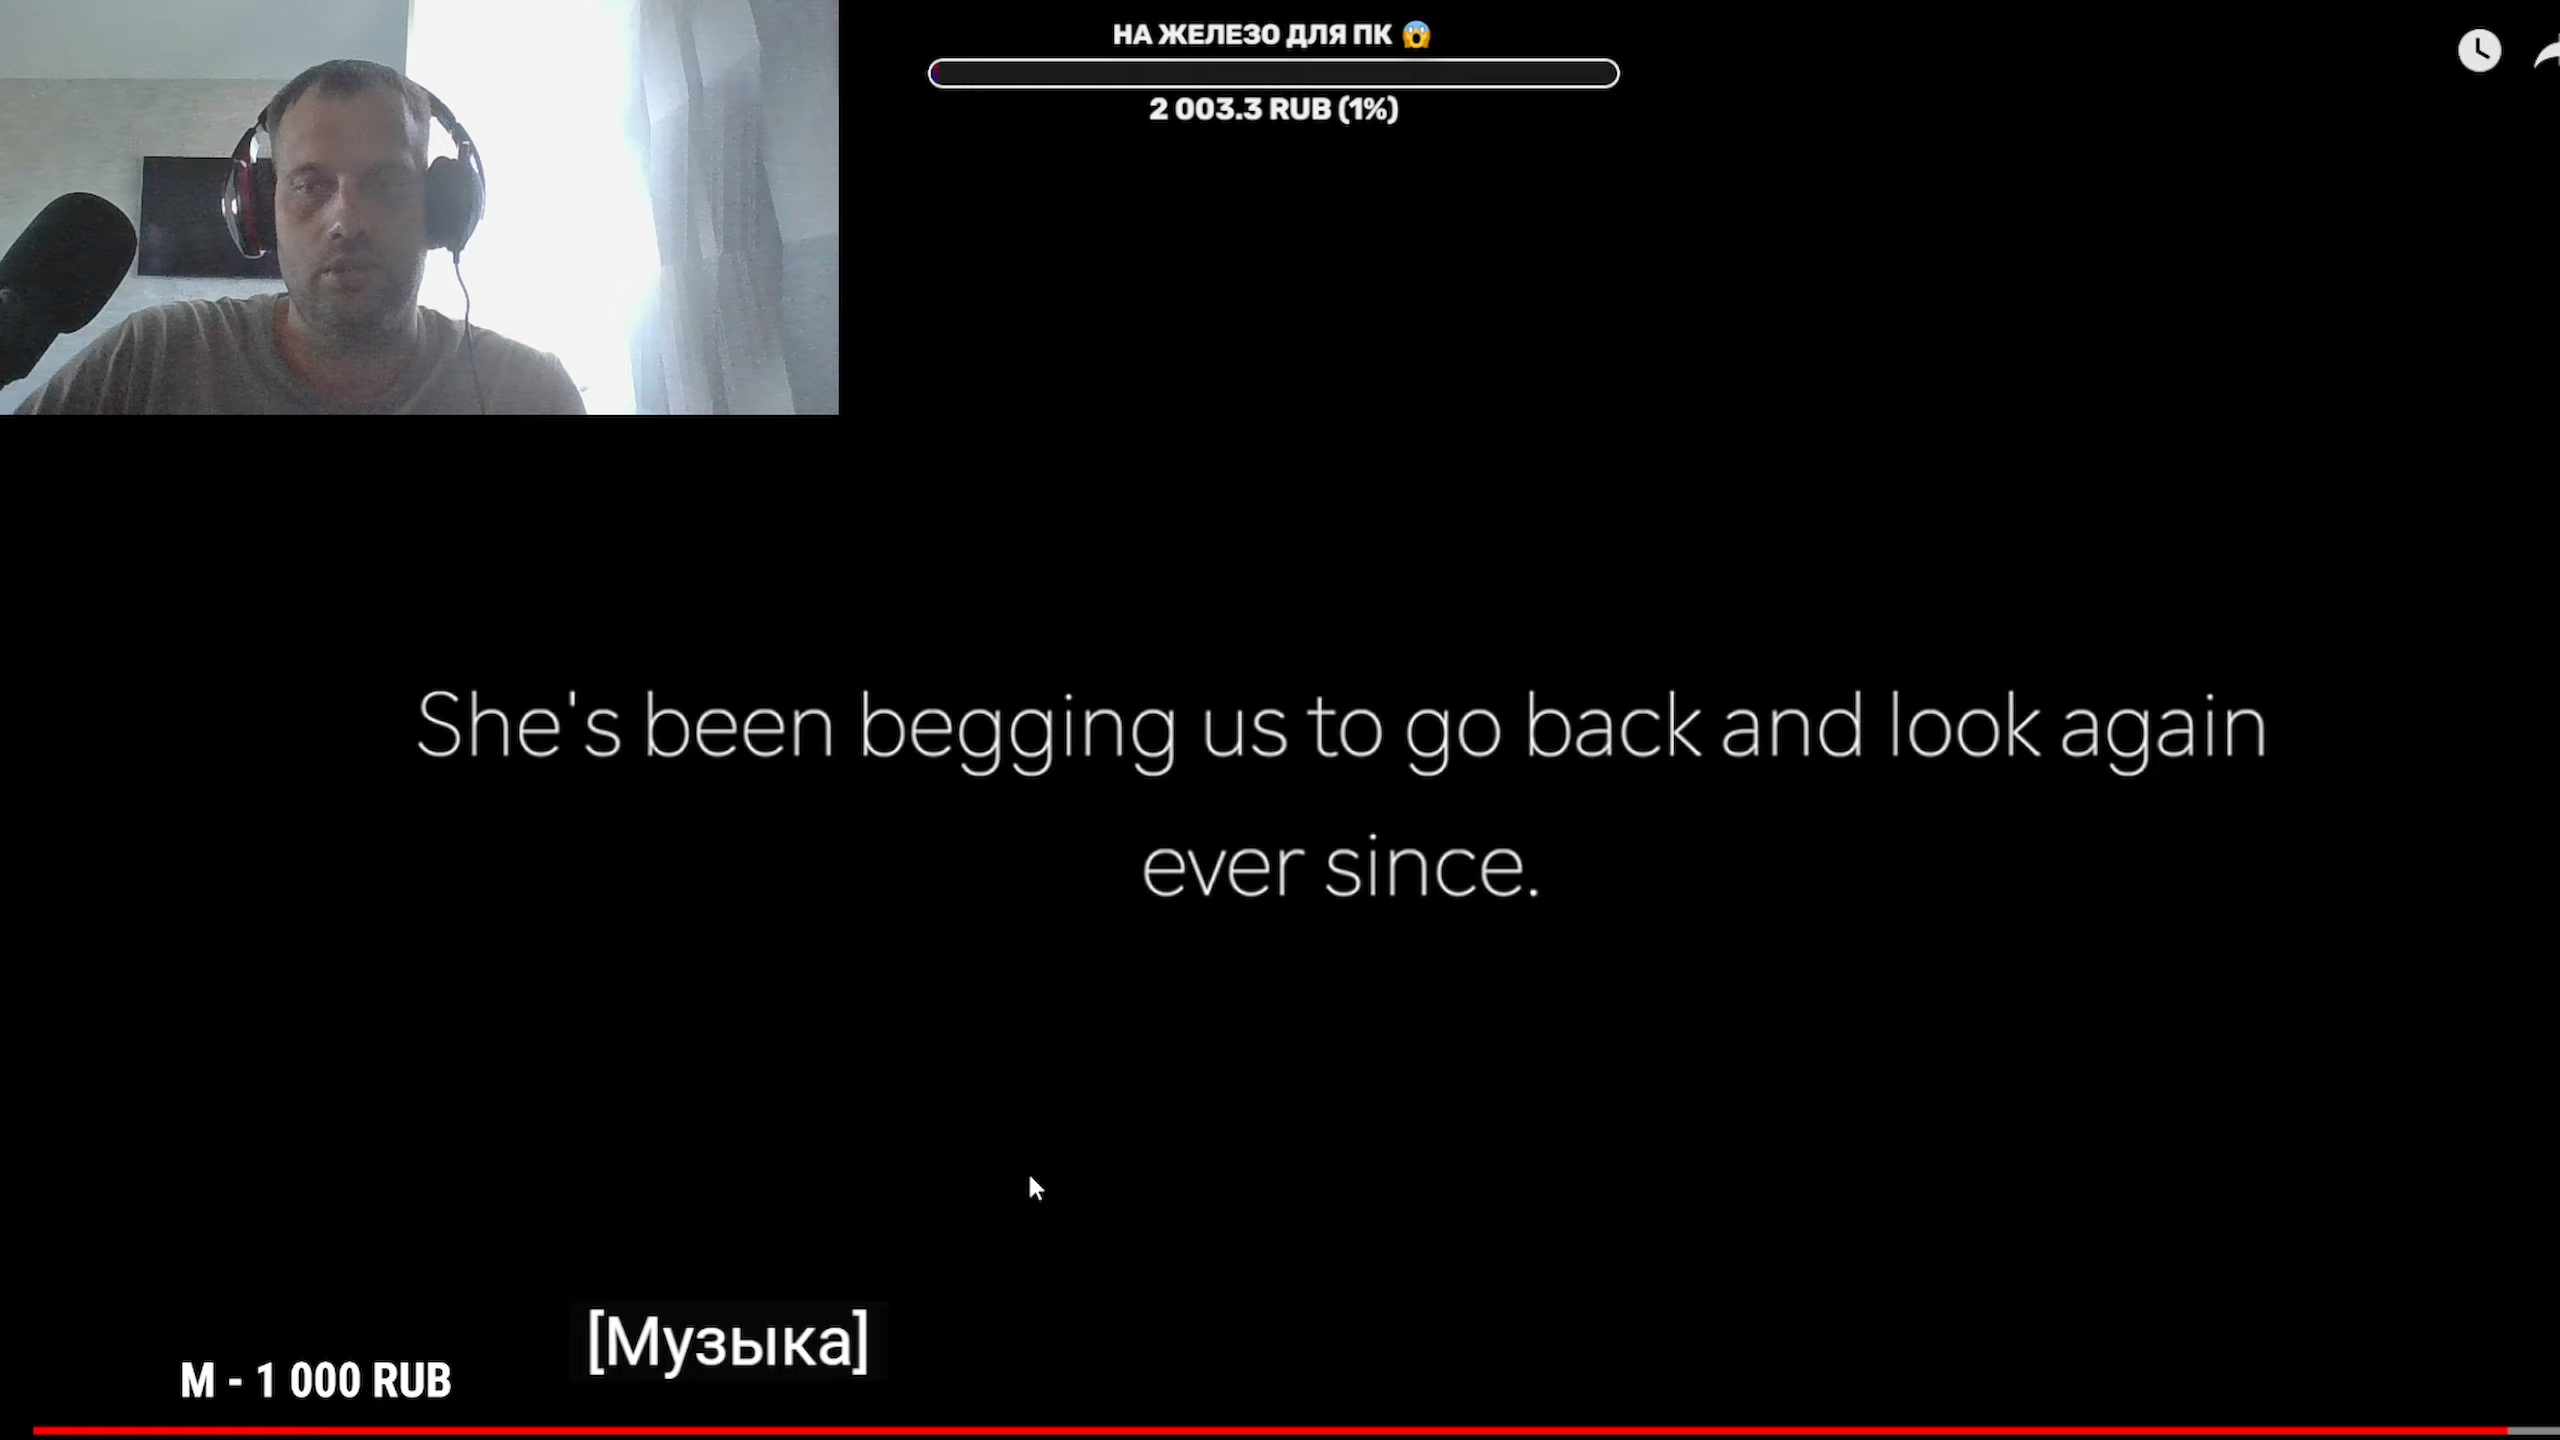 НА ЖЕЛЕЗО ДЛЯ ПК 😱
2 003.3 RUB (1%)
She's been begging us to go back and look again
ever since.
[Музыка]
M - 1 000 RUB